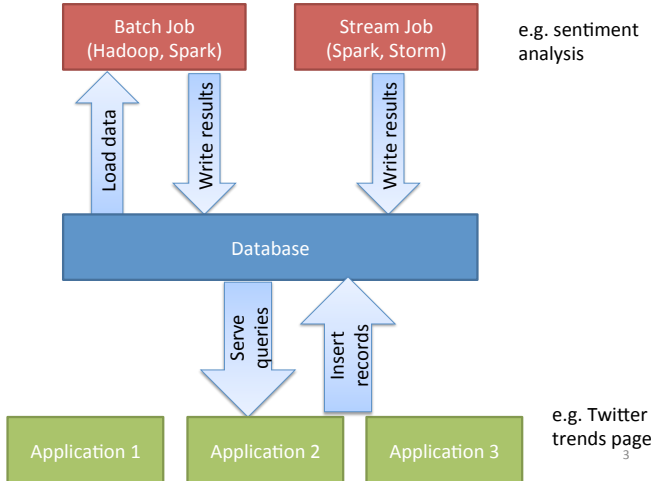 Batch Job
(Hadoop, Spark)
Stream Job
(Spark, Storm)
e.g. sentiment
analysis
Load data
Write results
Write results
Database
Serve
queries
Insert
records
Application 1
Application 2
Application 3
e.g. Twitter
trends page
3